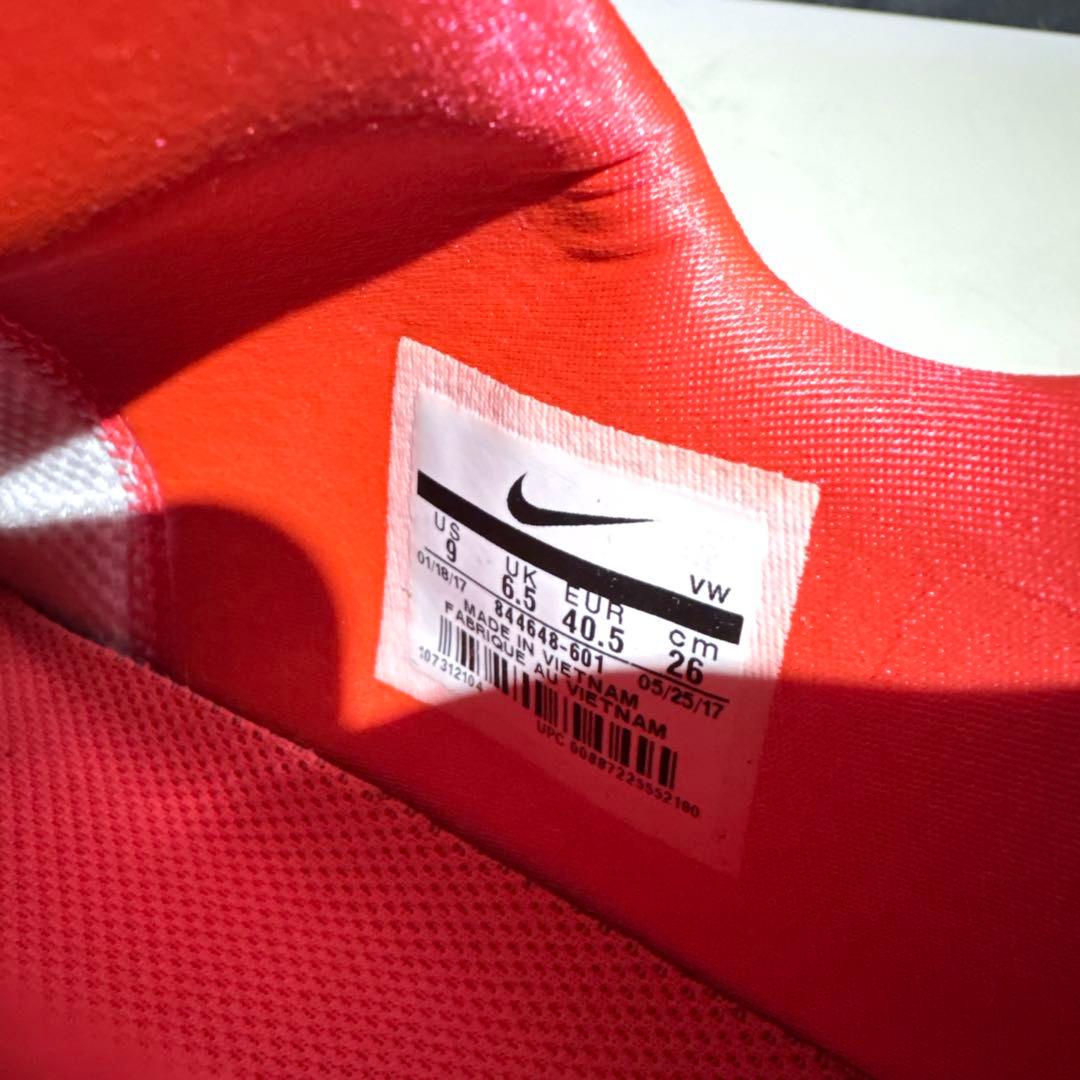 VW
US UK EUR cm
9 6.5 40.5 26
01/18/17 05/25/17
844648-601
MADE IN VIETNAM
FABRIQUE AU VIETNAM
107312104
UPC 00887225552190